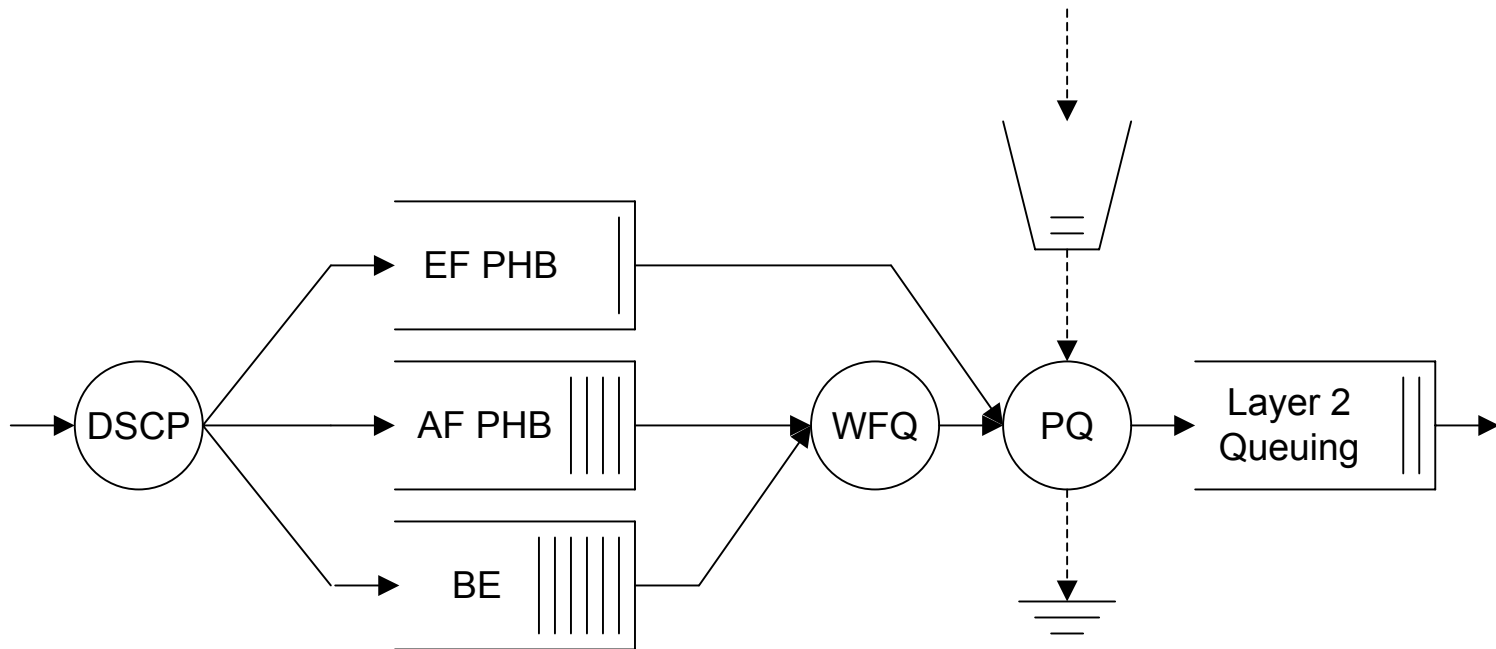 EF PHB
DSCP
AF PHB
WFQ
PQ
Layer 2
Queuing
BE